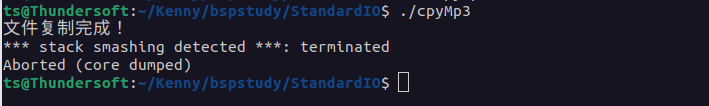 ts@Thundersoft:~/Kenny/bspstudy/StandardIO$ ./cpyMp3
文件复制完成！
*** stack smashing detected ***: terminated
Aborted (core dumped)
ts@Thundersoft:~/Kenny/bspstudy/StandardIO$